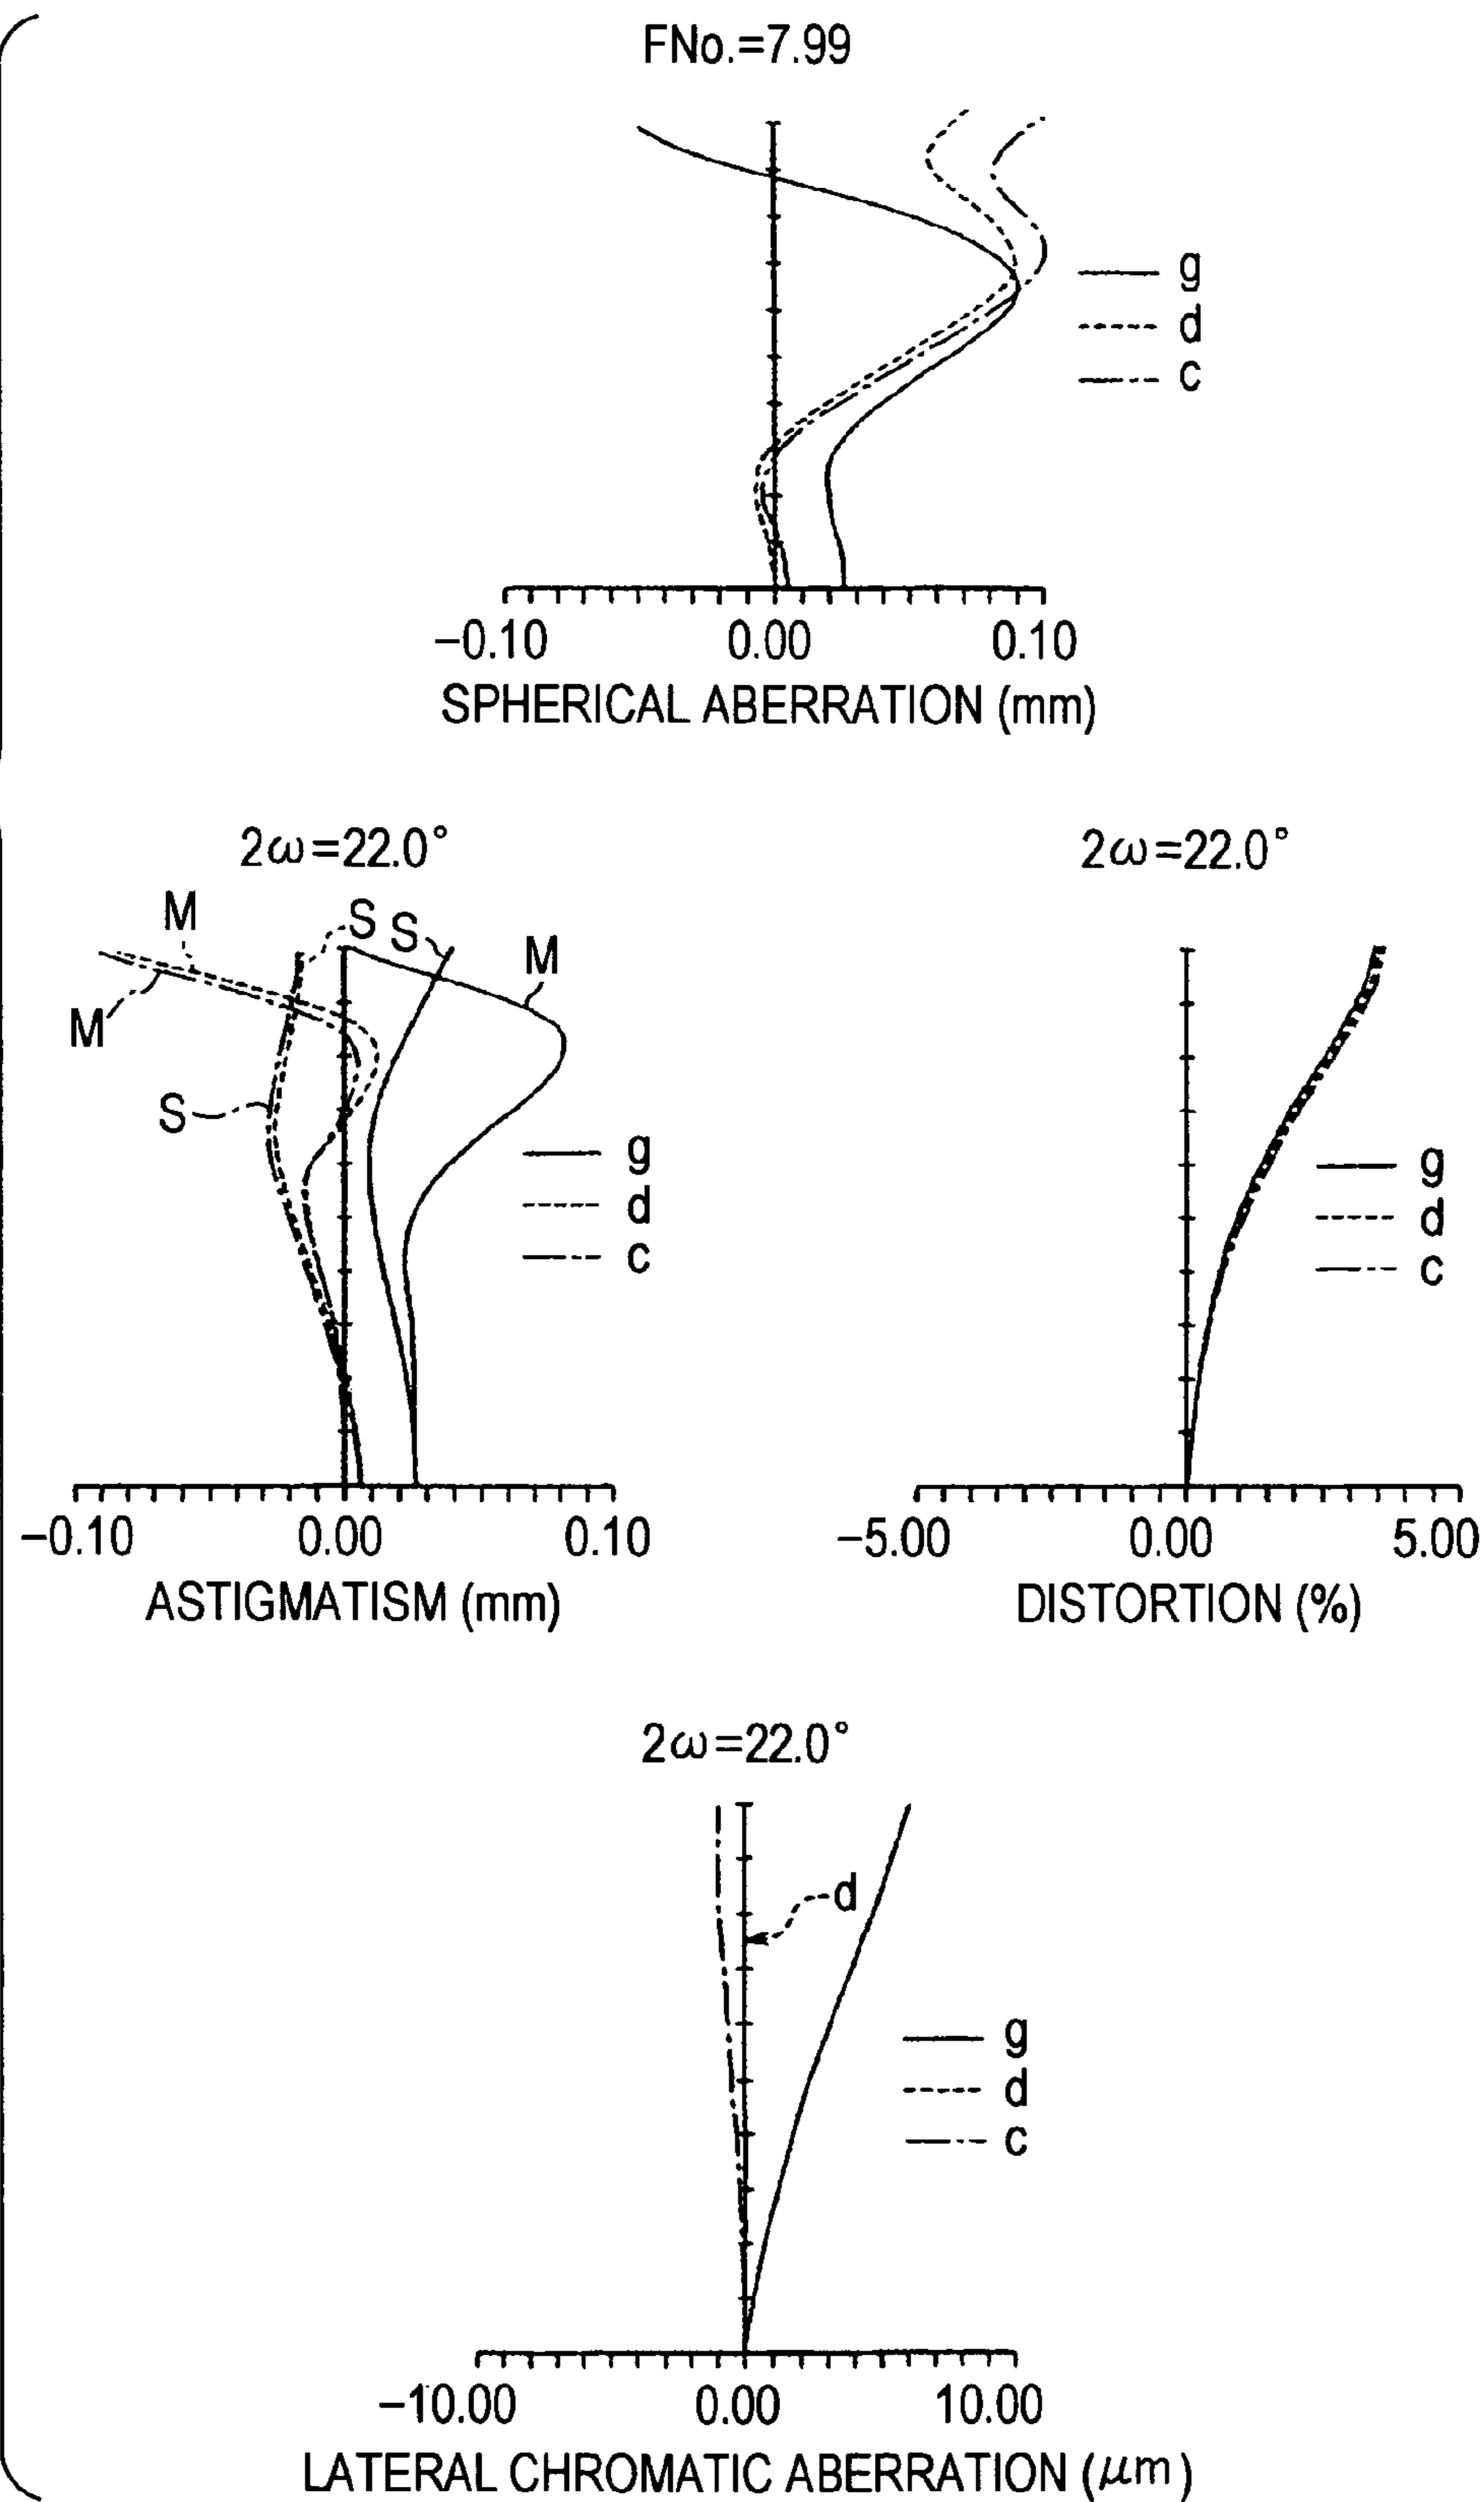 FNo.=7.99
g
d
c
−0.10 0.00 0.10
SPHERICAL ABERRATION (mm)
2ω=22.0°
M S S M
M
S
g
d
c
−0.10 0.00 0.10
ASTIGMATISM (mm)
2ω=22.0°
g
d
c
−5.00 0.00 5.00
DISTORTION (%)
2ω=22.0°
d
g
d
c
−10.00 0.00 10.00
LATERAL CHROMATIC ABERRATION (μm)